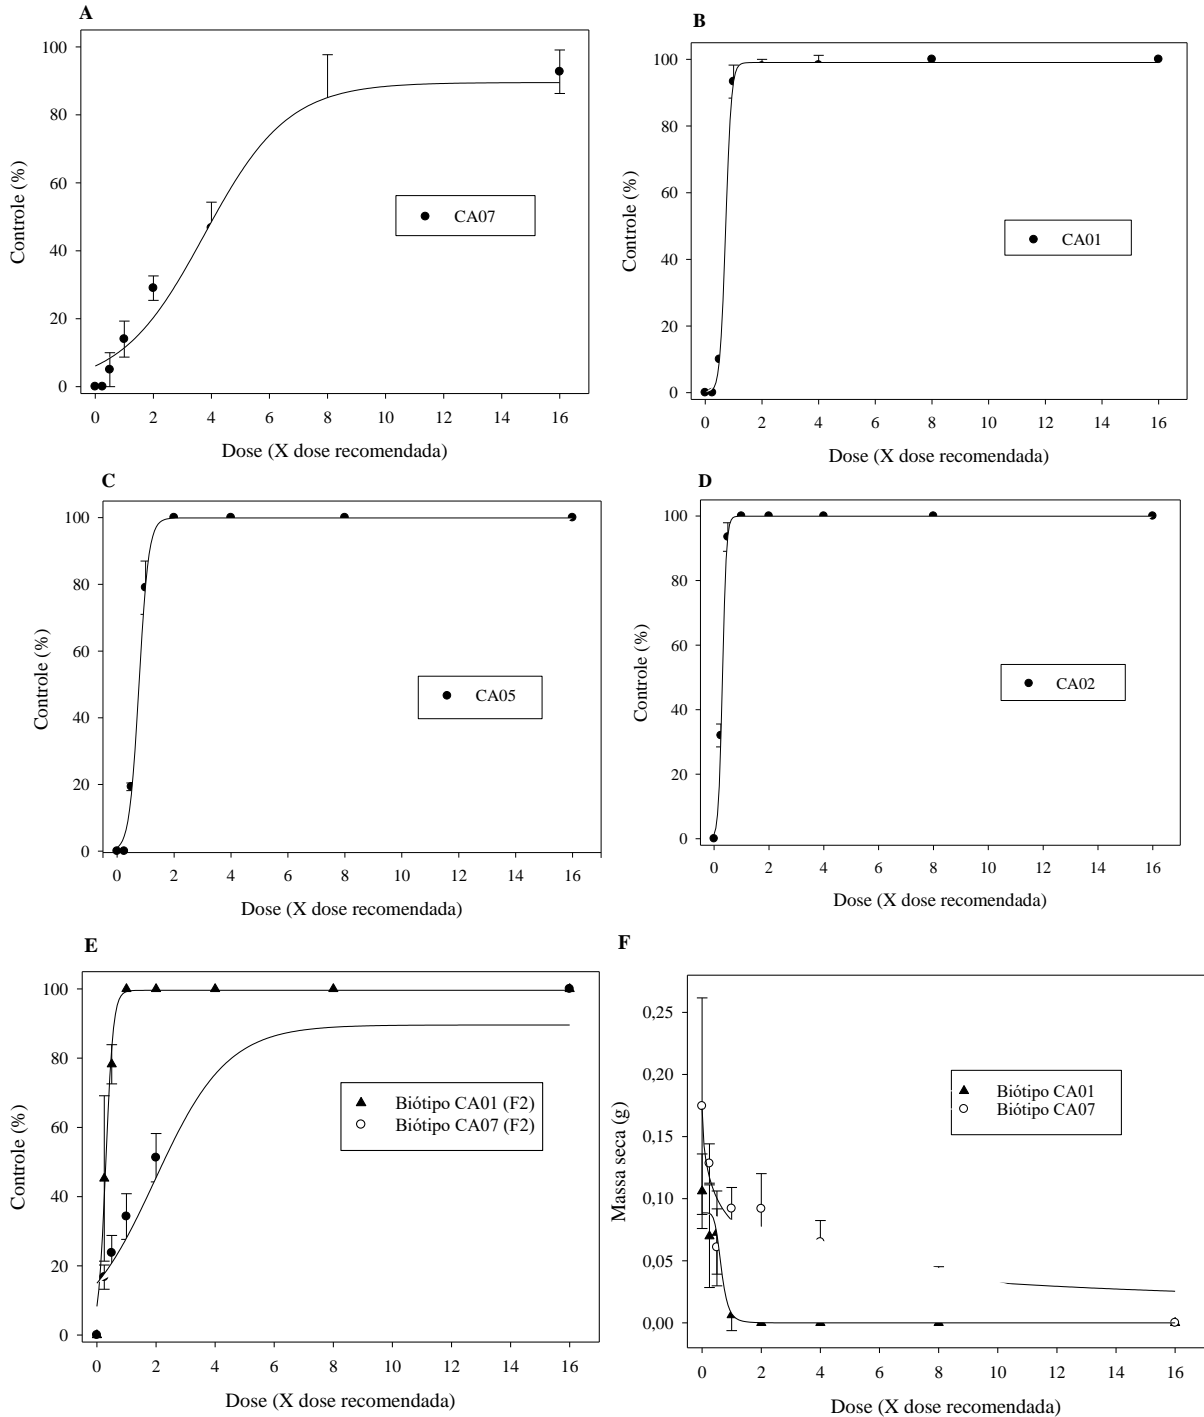 A
100
80
60
40
20
0
Controle (%)
CA07
0 2 4 6 8 10 12 14 16
Dose (X dose recomendada)
B
100
80
60
40
20
0
Controle (%)
CA01
0 2 4 6 8 10 12 14 16
Dose (X dose recomendada)
C
100
80
60
40
20
0
Controle (%)
CA05
0 2 4 6 8 10 12 14 16
Dose (X dose recomendada)
D
100
80
60
40
20
0
Controle (%)
CA02
0 2 4 6 8 10 12 14 16
Dose (X dose recomendada)
E
100
80
60
40
20
0
Controle (%)
Biótipo CA01 (F2)
Biótipo CA07 (F2)
0 2 4 6 8 10 12 14 16
Dose (X dose recomendada)
F
0,25
0,20
0,15
0,10
0,05
0,00
Massa seca (g)
Biótipo CA01
Biótipo CA07
0 2 4 6 8 10 12 14 16
Dose (X dose recomendada)